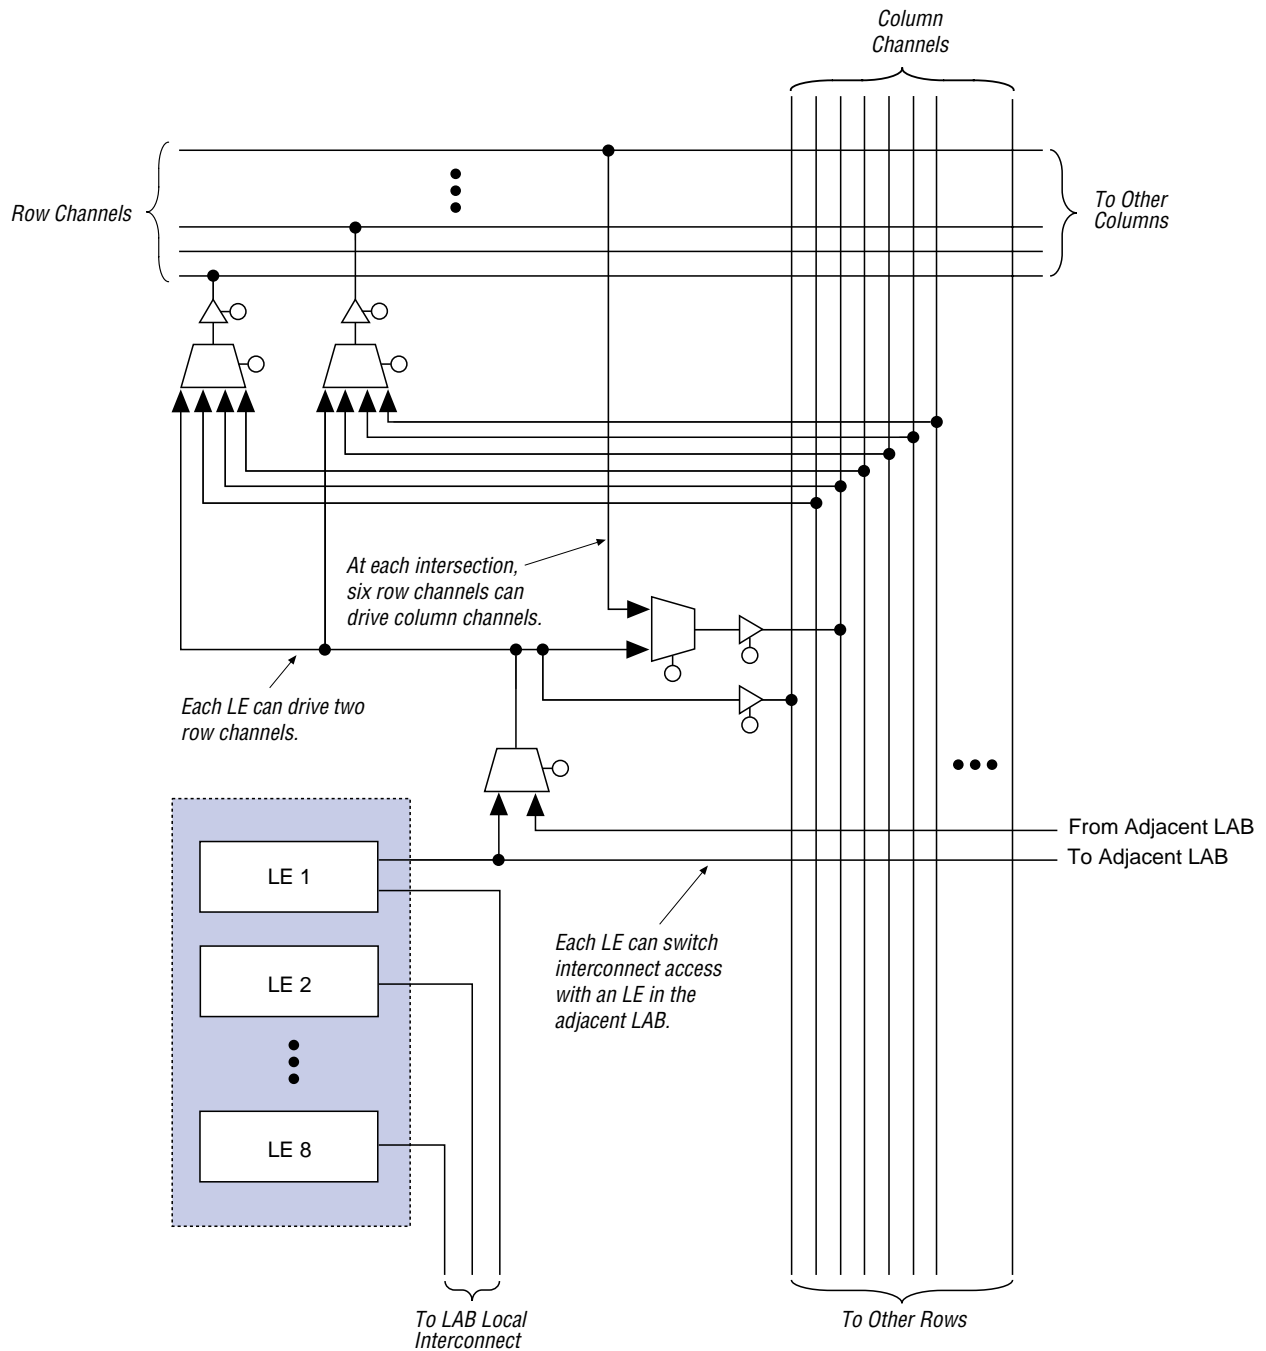 Column
Channels
Row Channels
To Other
Columns
At each intersection,
six row channels can
drive column channels.
Each LE can drive two
row channels.
From Adjacent LAB
To Adjacent LAB
LE 1
Each LE can switch
interconnect access
with an LE in the
adjacent LAB.
LE 2
LE 8
To LAB Local
Interconnect
To Other Rows